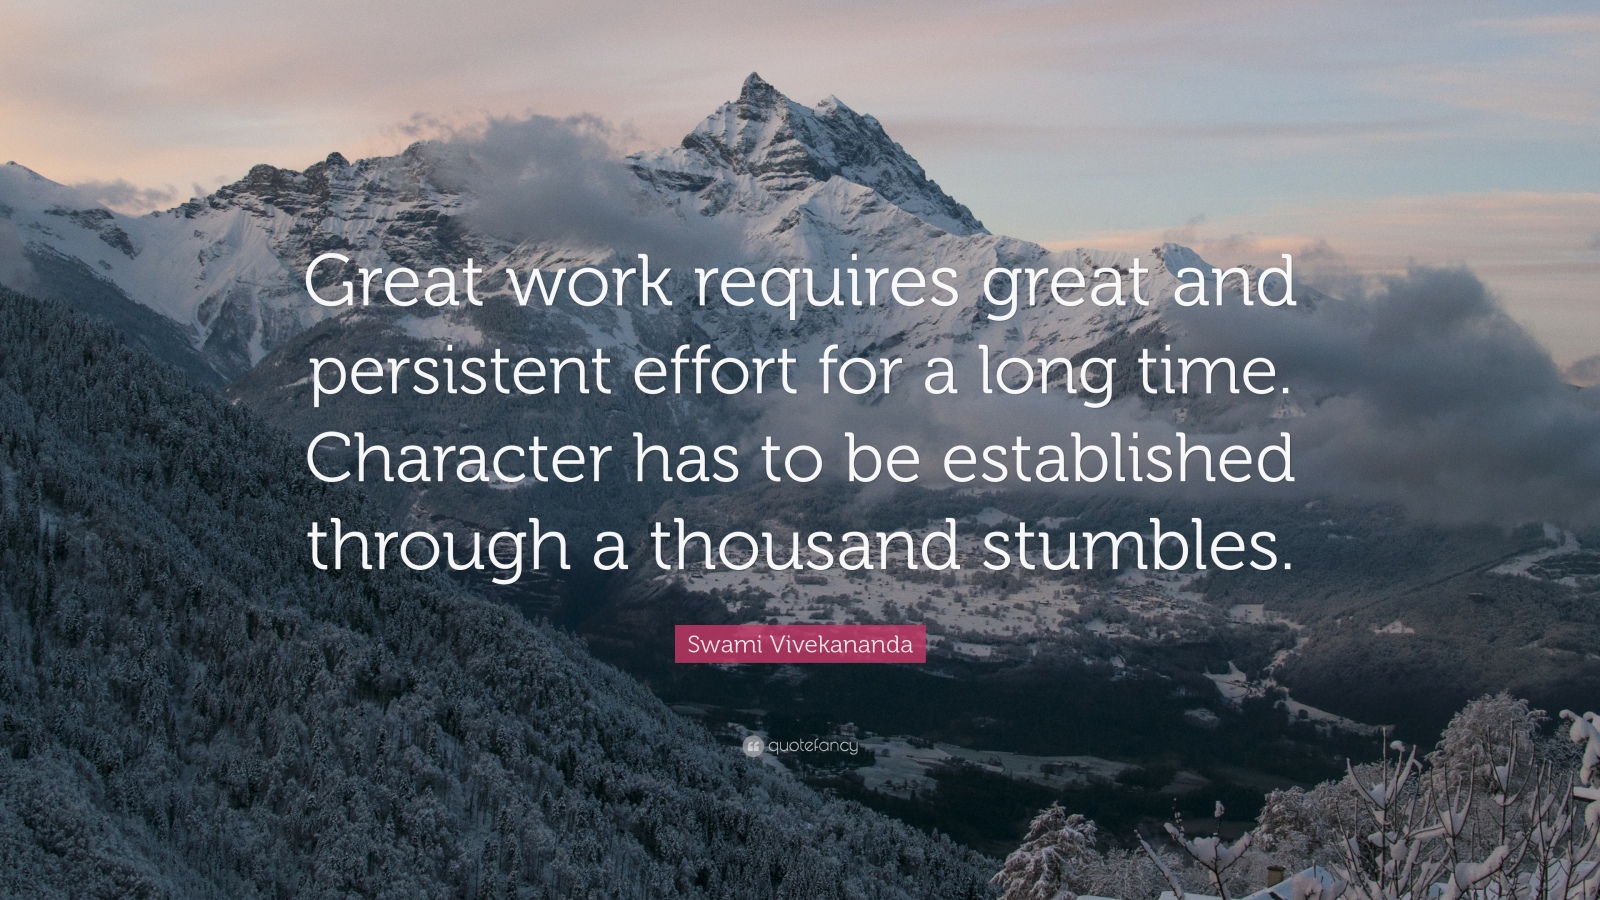 Great work requires great and
persistent effort for a long time.
Character has to be established
through a thousand stumbles.
Swami Vivekananda
quotefancy